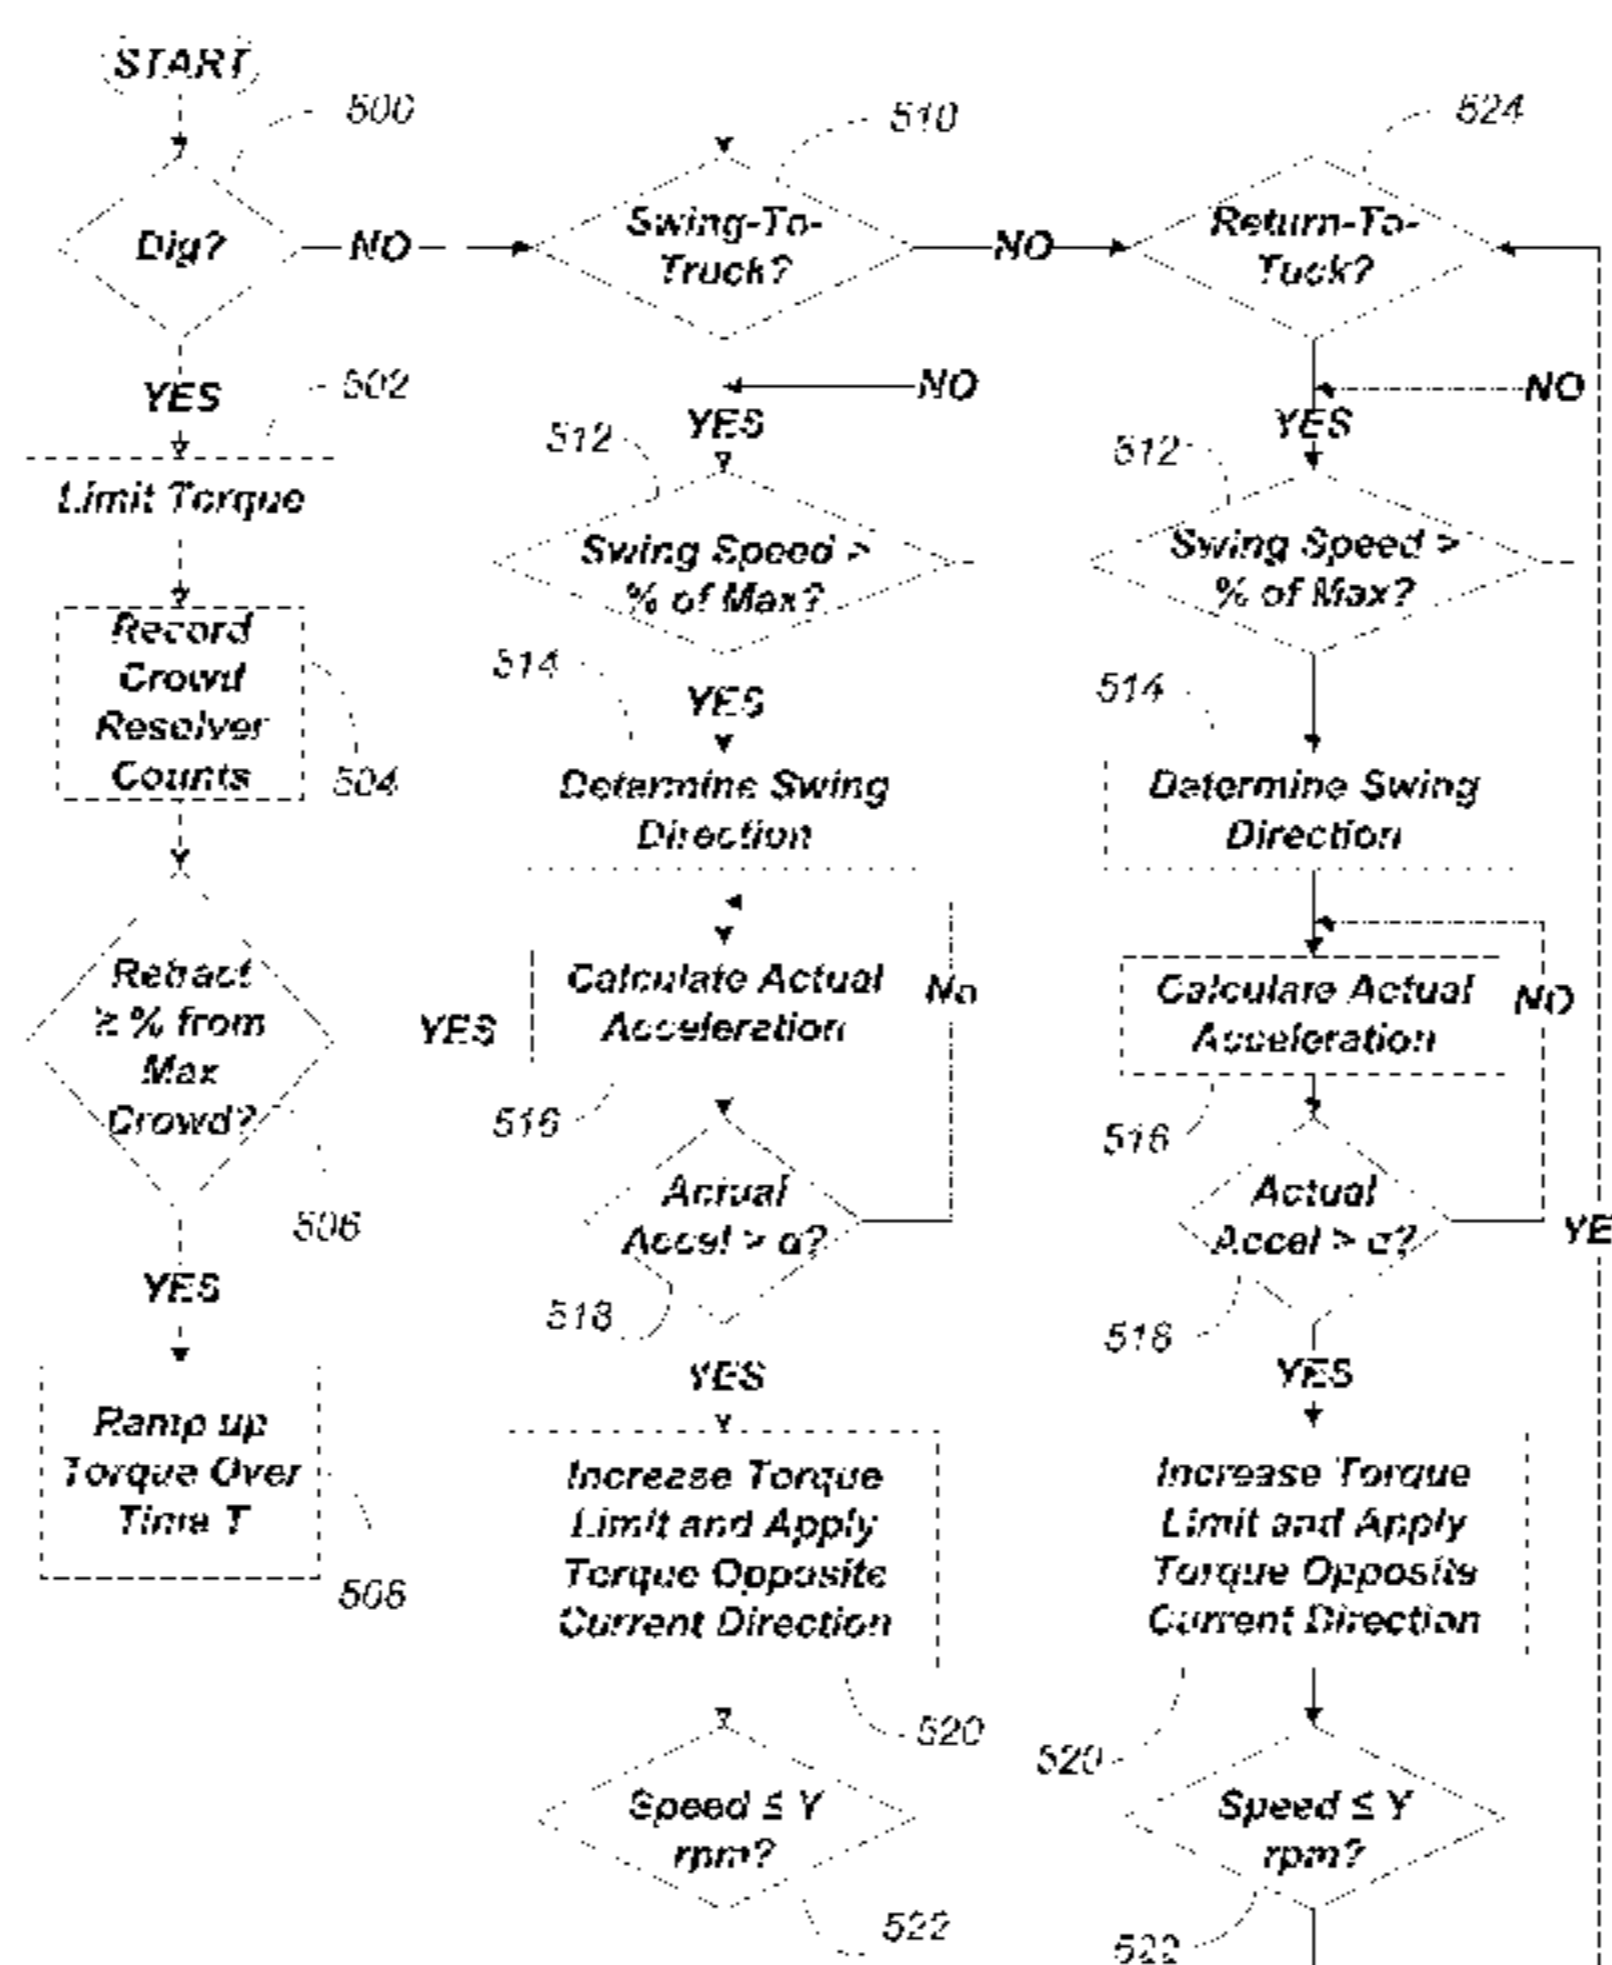 START
500
Dig?
NO
YES
502
Limit Torque
Record
Crowd
Resolver
Counts
504
Retract
≥ % from
Max
Crowd?
506
YES
Ramp up
Torque Over
Time T
508
510
Swing-To-
Truck?
NO
NO
YES
512
Swing Speed >
% of Max?
514
YES
Determine Swing
Direction
YES
Calculate Actual
Acceleration
No
516
Actual
Accel > α?
518
YES
Increase Torque
Limit and Apply
Torque Opposite
Current Direction
520
Speed ≤ Y
rpm?
522
524
Return-To-
Tuck?
NO
YES
512
Swing Speed >
% of Max?
514
Determine Swing
Direction
Calculate Actual
Acceleration
NO
516
Actual
Accel > α?
YE
518
YES
Increase Torque
Limit and Apply
Torque Opposite
Current Direction
520
Speed ≤ Y
rpm?
522